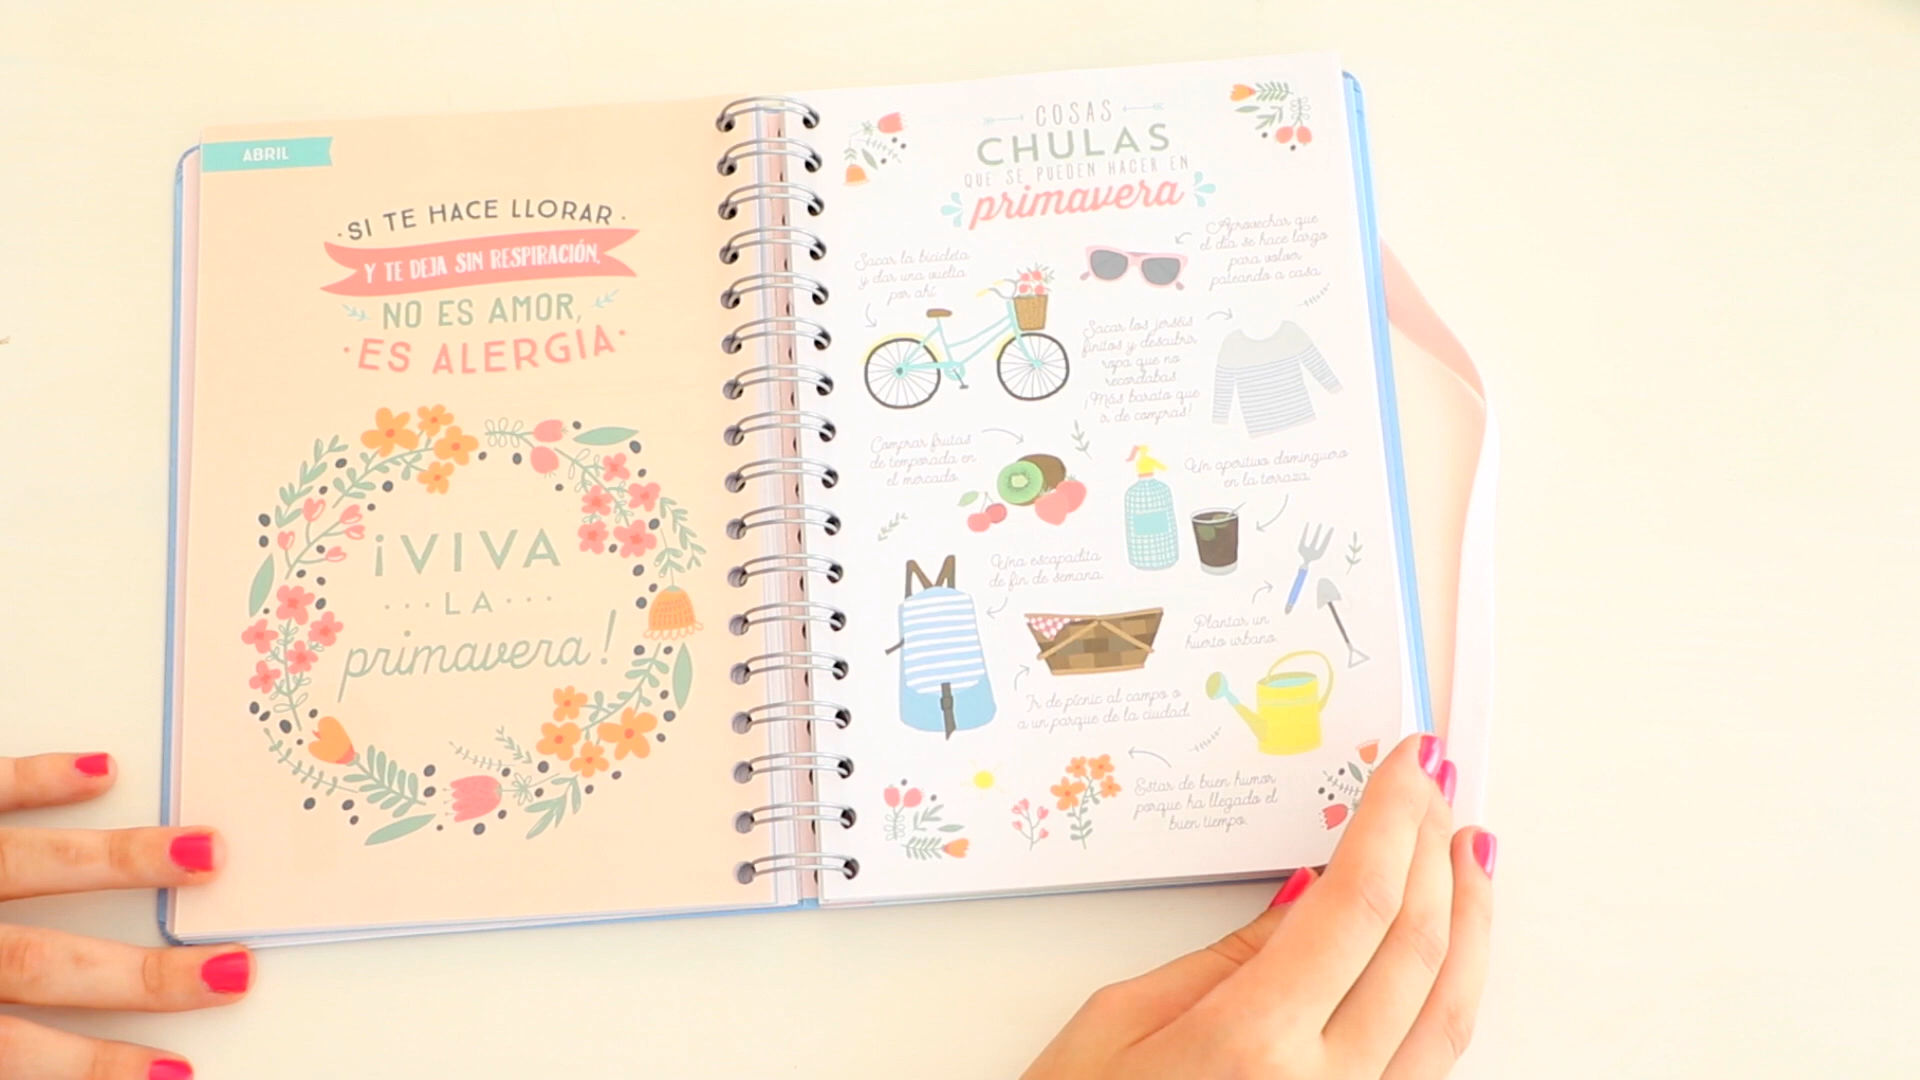 ABRIL
·SI TE HACE LLORAR·
Y TE DEJA SIN RESPIRACIÓN,
NO ES AMOR,
·ES ALERGIA·
¡VIVA
···LA···
primavera!
COSAS
CHULAS
QUE SE PUEDEN HACER EN
primavera
Sacar la bicicleta
y dar una vuelta
por ahí.
Aprovechar que
el día se hace largo
para volver
paseando a casa.
Sacar los jerséis
finitos y descubrir
ropa que no
recordabas.
¡Más barato que
ir de compras!
Comprar frutas
de temporada en
el mercado.
Un aperitivo dominguero
en la terraza.
Una escapadita
de fin de semana.
Plantar un
huerto urbano.
Ir de picnic al campo o
a un parque de la ciudad.
Estar de buen humor
porque ha llegado el
buen tiempo.